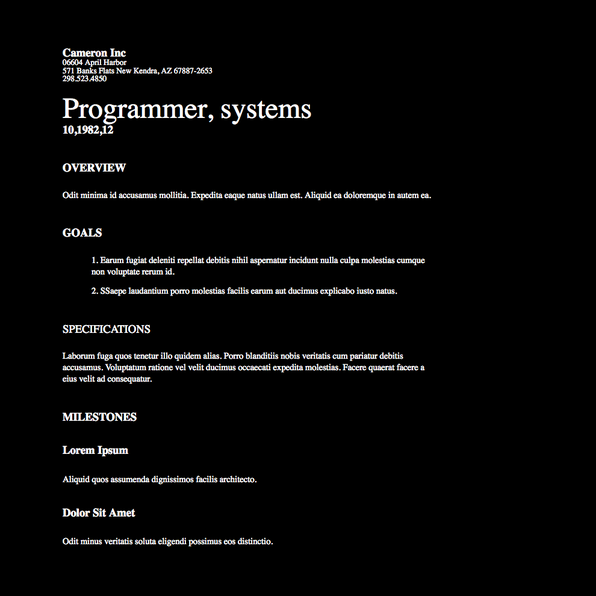 Cameron Inc
06604 April Harbor
571 Banks Flats New Kendra, AZ 67887-2653
298.523.4850
Programmer, systems
10,1982,12
OVERVIEW
Odit minima id accusamus mollitia. Expedita eaque natus ullam est. Aliquid ea doloremque in autem ea.
GOALS
1. Earum fugiat deleniti repellat debitis nihil aspernatur incidunt nulla culpa molestias cumque
non voluptate rerum id.
2. SSaepe laudantium porro molestias facilis earum aut ducimus explicabo iusto natus.
SPECIFICATIONS
Laborum fuga quos tenetur illo quidem alias. Porro blanditiis nobis veritatis cum pariatur debitis
accusamus. Voluptatum ratione vel velit ducimus occaecati expedita molestias. Facere quaerat facere a
eius velit ad consequatur.
MILESTONES
Lorem Ipsum
Aliquid quos assumenda dignissimos facilis architecto.
Dolor Sit Amet
Odit minus veritatis soluta eligendi possimus eos distinctio.